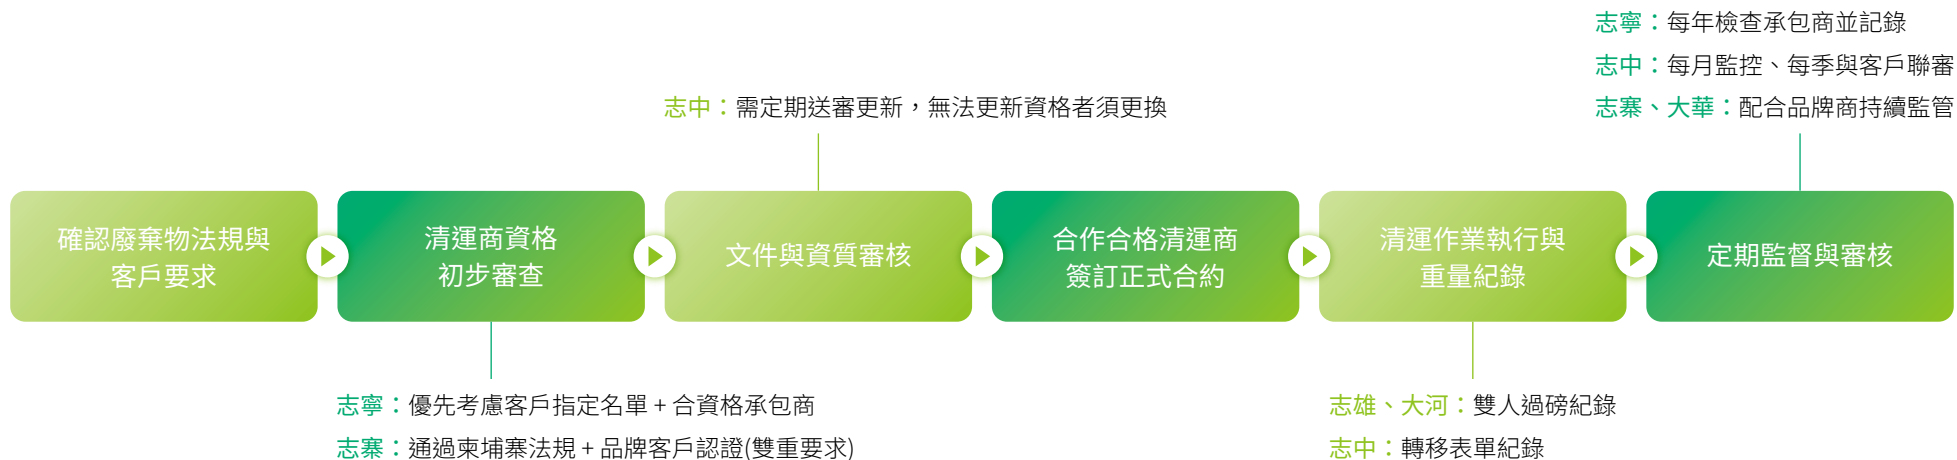 志寧：每年檢查承包商並記錄
志中：每月監控、每季與客戶聯審
志寨、大華：配合品牌商持續監管
志中：需定期送審更新，無法更新資格者須更換
確認廢棄物法規與
客戶要求
清運商資格
初步審查
文件與資質審核
合作合格清運商
簽訂正式合約
清運作業執行與
重量紀錄
定期監督與審核
志寧：優先考慮客戶指定名單 + 合資格承包商
志寨：通過柬埔寨法規 + 品牌客戶認證(雙重要求)
志雄、大河：雙人過磅紀錄
志中：轉移表單紀錄